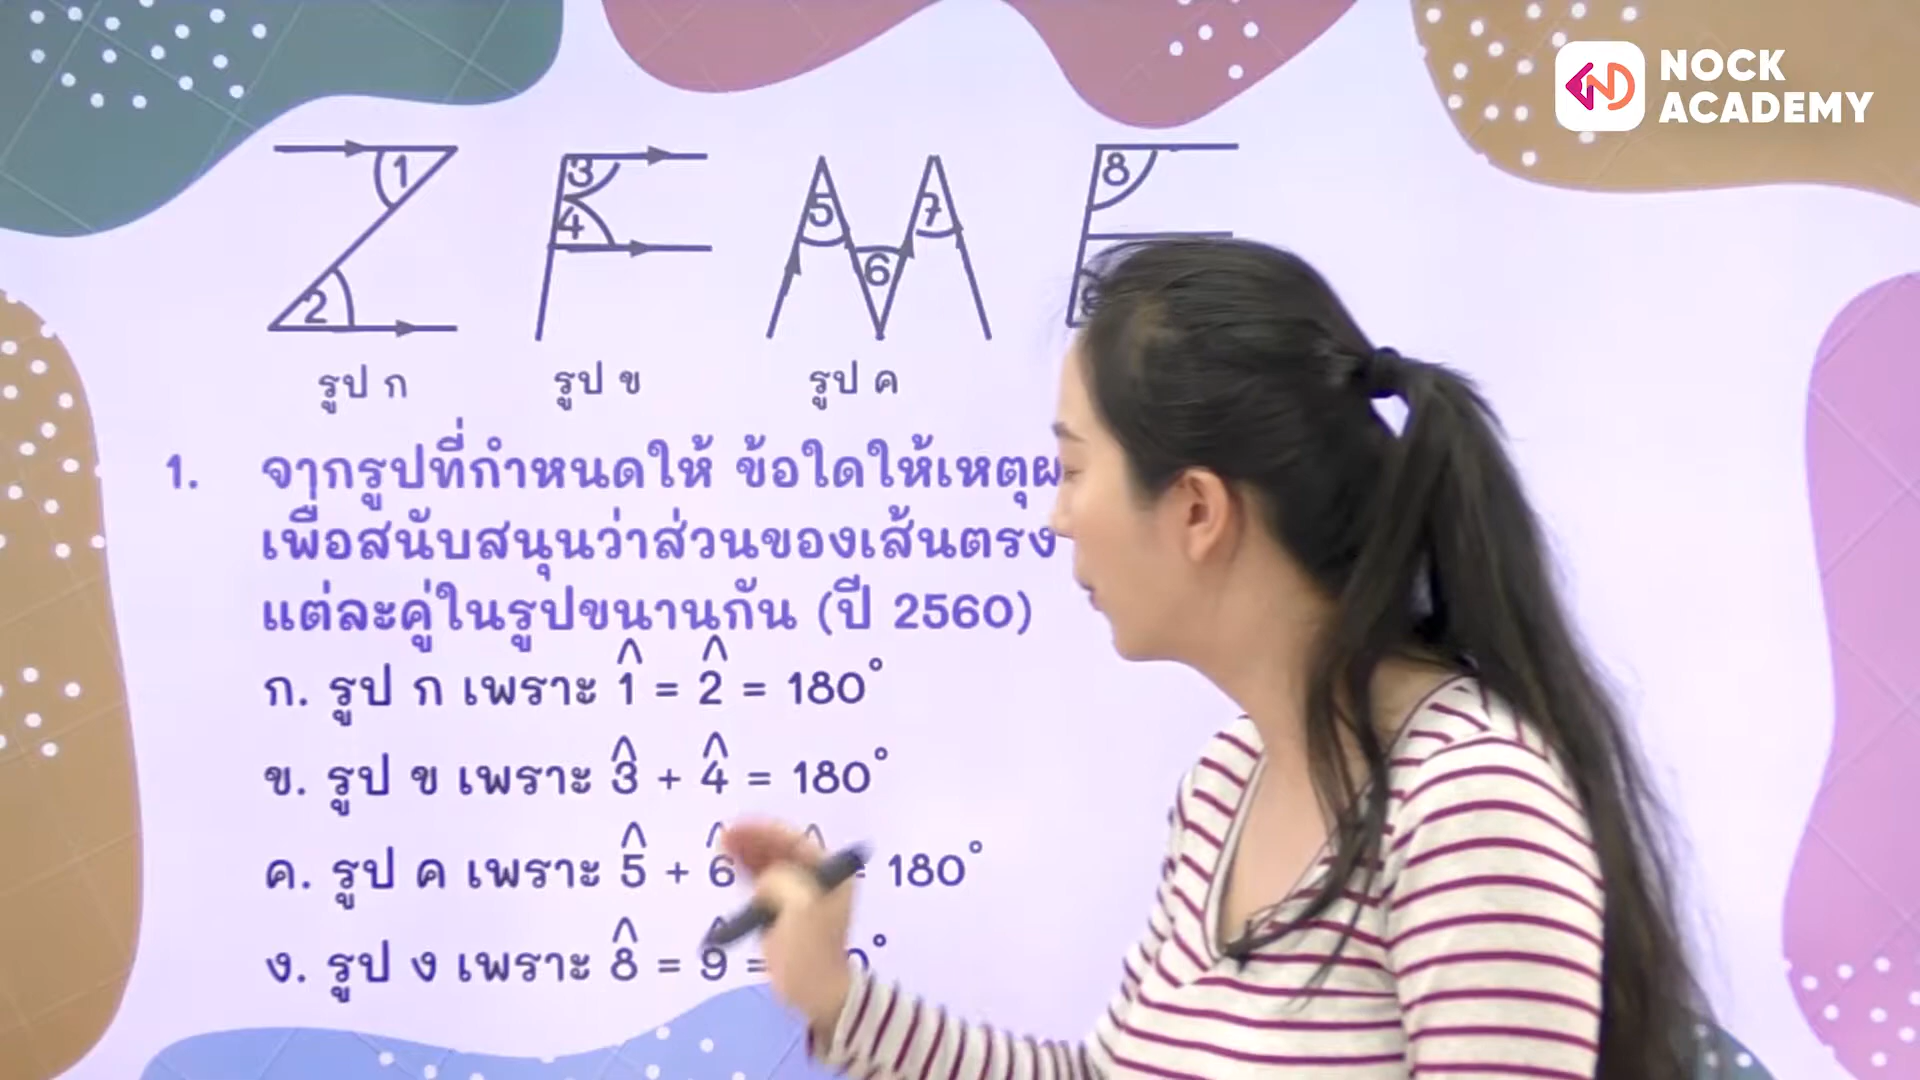 NOCK
ACADEMY
1
2
3
4
5
6
7
8
รูป ก
รูป ข
รูป ค
1. จากรูปที่กำหนดให้ ข้อใดให้เหตุผ
เพื่อสนับสนุนว่าส่วนของเส้นตรง
แต่ละคู่ในรูปขนานกัน (ปี 2560)
ก. รูป ก เพราะ 1̂ = 2̂ = 180°
ข. รูป ข เพราะ 3̂ + 4̂ = 180°
ค. รูป ค เพราะ 5̂ + 6̂ = 180°
ง. รูป ง เพราะ 8̂ = 9̂ = 0°